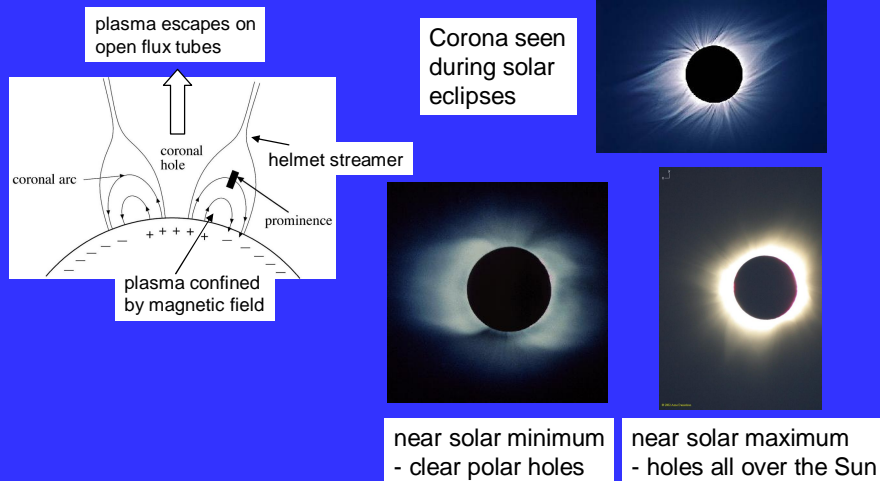 plasma escapes on
open flux tubes
coronal
hole
coronal arc
helmet streamer
prominence
+ + + + +
plasma confined
by magnetic field
Corona seen
during solar
eclipses
near solar minimum
- clear polar holes
near solar maximum
- holes all over the Sun